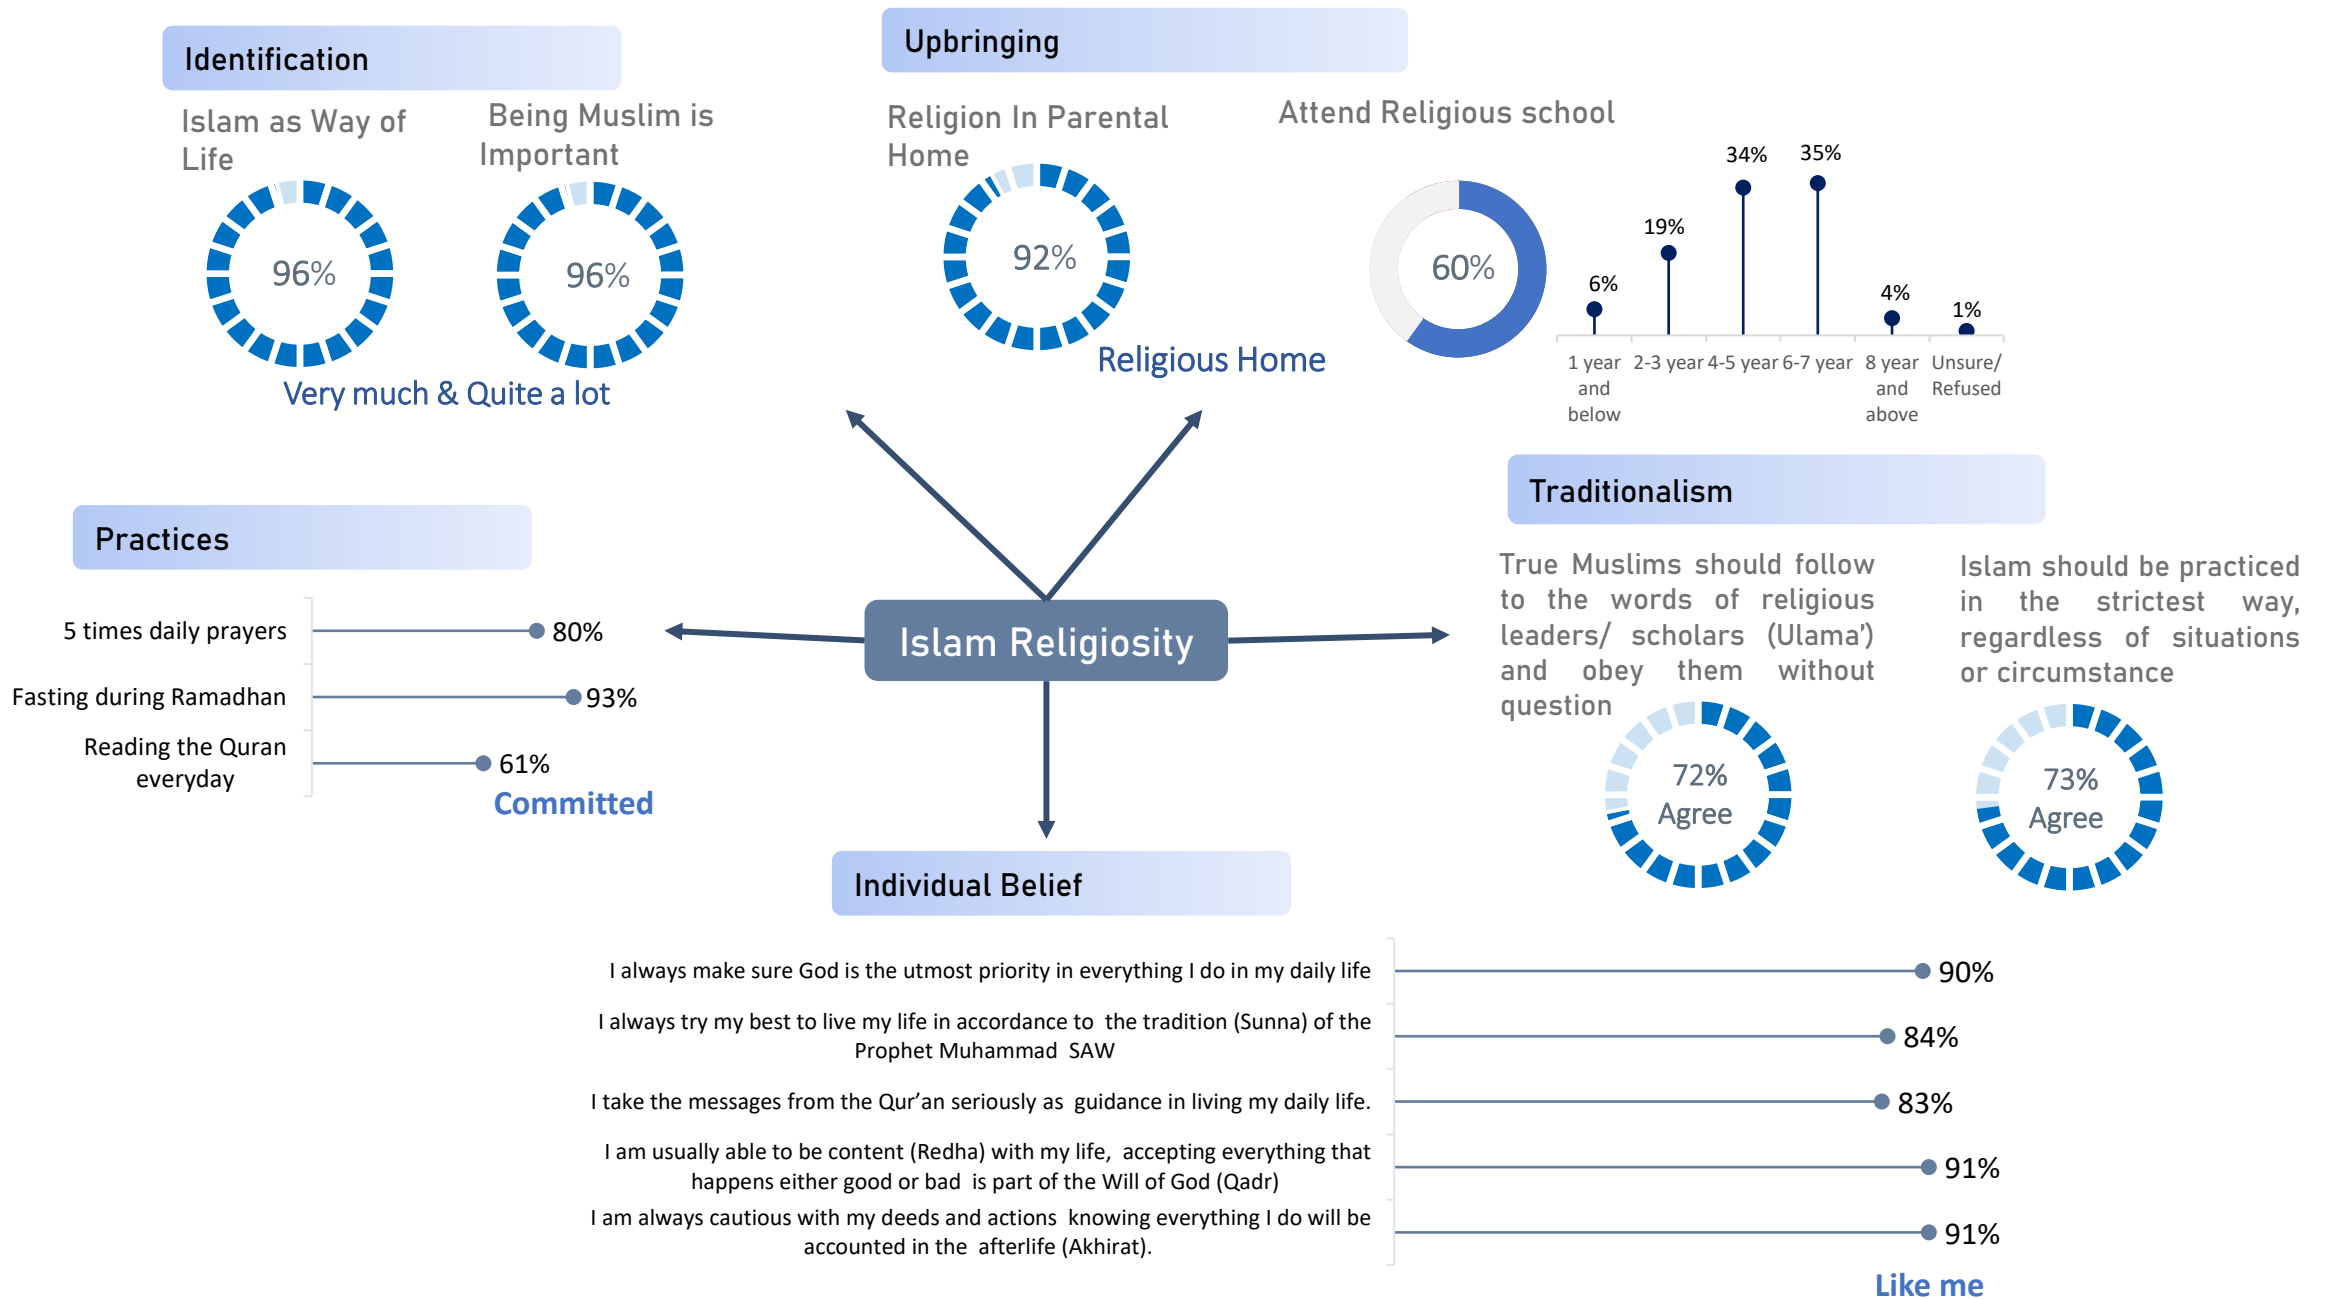 Identification
Islam as Way of
Life
96%
Being Muslim is
Important
96%
Very much & Quite a lot
Upbringing
Religion In Parental
Home
92%
Religious Home
Attend Religious school
60%
6%
19%
34%
35%
4%
1%
1 year
and
below
2-3 year
4-5 year
6-7 year
8 year
and
above
Unsure/
Refused
Practices
5 times daily prayers
80%
Fasting during Ramadhan
93%
Reading the Quran
everyday
61%
Committed
Islam Religiosity
Traditionalism
True Muslims should follow
to the words of religious
leaders/ scholars (Ulama’)
and obey them without
question
72%
Agree
Islam should be practiced
in the strictest way,
regardless of situations
or circumstance
73%
Agree
Individual Belief
I always make sure God is the utmost priority in everything I do in my daily life
90%
I always try my best to live my life in accordance to the tradition (Sunna) of the
Prophet Muhammad SAW
84%
I take the messages from the Qur’an seriously as guidance in living my daily life.
83%
I am usually able to be content (Redha) with my life, accepting everything that
happens either good or bad is part of the Will of God (Qadr)
91%
I am always cautious with my deeds and actions knowing everything I do will be
accounted in the afterlife (Akhirat).
91%
Like me